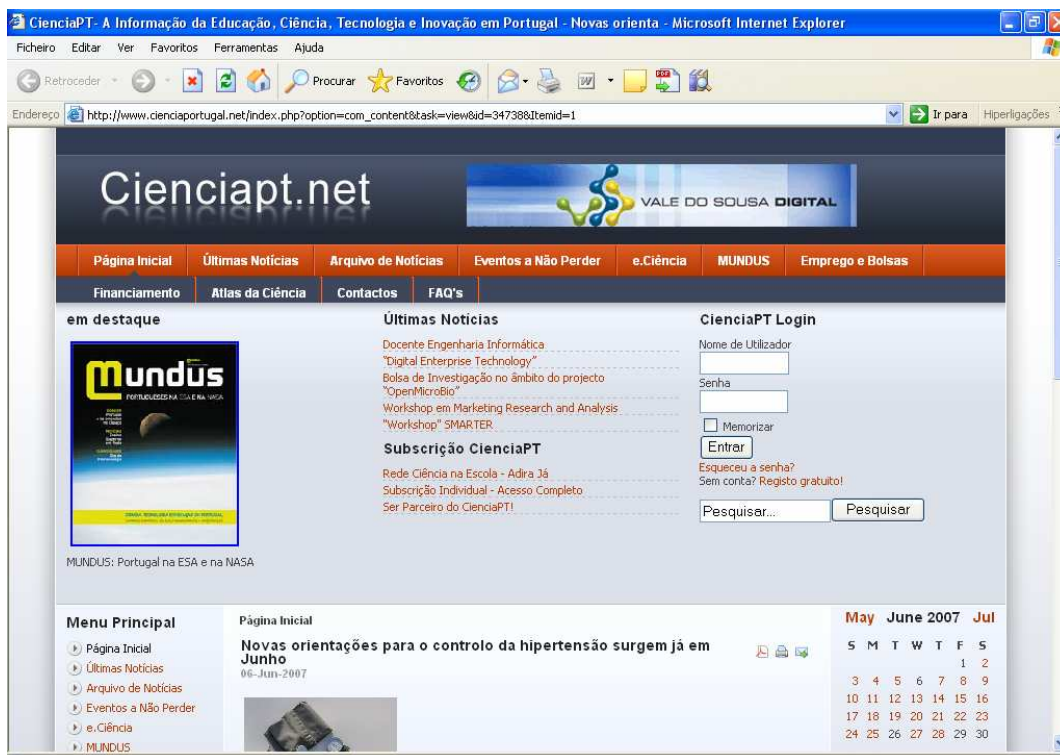 CienciaPT- A Informação da Educação, Ciência, Tecnologia e Inovação em Portugal - Novas orienta - Microsoft Internet Explorer
Ficheiro Editar Ver Favoritos Ferramentas Ajuda
Retroceder Procurar Favoritos
Endereço http://www.cienciaportugal.net/index.php?option=com_content&task=view&id=34738&Itemid=1 Ir para Hiperligações
Cienciapt.net
VALE DO SOUSA DIGITAL
Página Inicial Últimas Notícias Arquivo de Notícias Eventos a Não Perder e.Ciência MUNDUS Emprego e Bolsas
Financiamento Atlas da Ciência Contactos FAQ's
em destaque
mundus
PORTUGUESES NA ESA E NA NASA
MUNDUS: Portugal na ESA e na NASA
Últimas Notícias
Docente Engenharia Informática
"Digital Enterprise Technology"
Bolsa de Investigação no âmbito do projecto
"OpenMicroBio"
Workshop em Marketing Research and Analysis
"Workshop" SMARTER
Subscrição CienciaPT
Rede Ciência na Escola - Adira Já
Subscrição Individual - Acesso Completo
Ser Parceiro do CienciaPT!
CienciaPT Login
Nome de Utilizador
Senha
Memorizar
Entrar
Esqueceu a senha?
Sem conta? Registo gratuito!
Pesquisar... Pesquisar
Menu Principal
Página Inicial
Últimas Notícias
Arquivo de Notícias
Eventos a Não Perder
e.Ciência
MUNDUS
Página Inicial
Novas orientações para o controlo da hipertensão surgem já em
Junho
06-Jun-2007
May June 2007 Jul
S M T W T F S
1 2
3 4 5 6 7 8 9
10 11 12 13 14 15 16
17 18 19 20 21 22 23
24 25 26 27 28 29 30